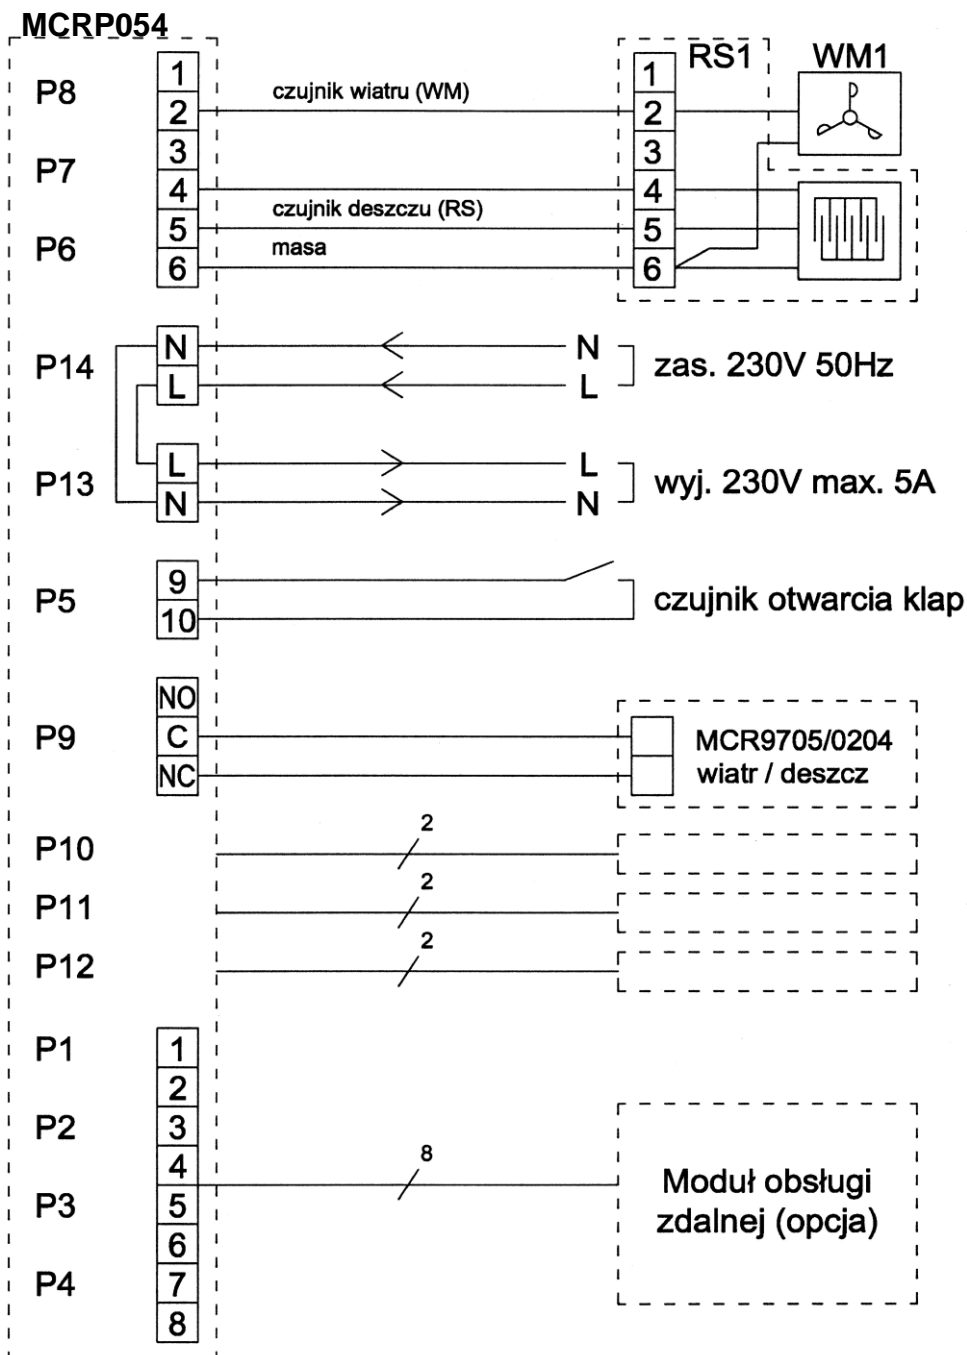 MCRP054
RS1 WM1
P8 1 czujnik wiatru (WM) 1
2 2
P7 3 3
4 4
czujnik deszczu (RS)
5 5
P6 masa
6 6
P14 N N zas. 230V 50Hz
L L
P13 L L wyj. 230V max. 5A
N N
P5 9 czujnik otwarcia klap
10
NO
P9 C MCR9705/0204
NC wiatr / deszcz
P10 2
P11 2
P12 2
P1 1
2
P2 3
4 8 Moduł obsługi
P3 5 zdalnej (opcja)
6
P4 7
8